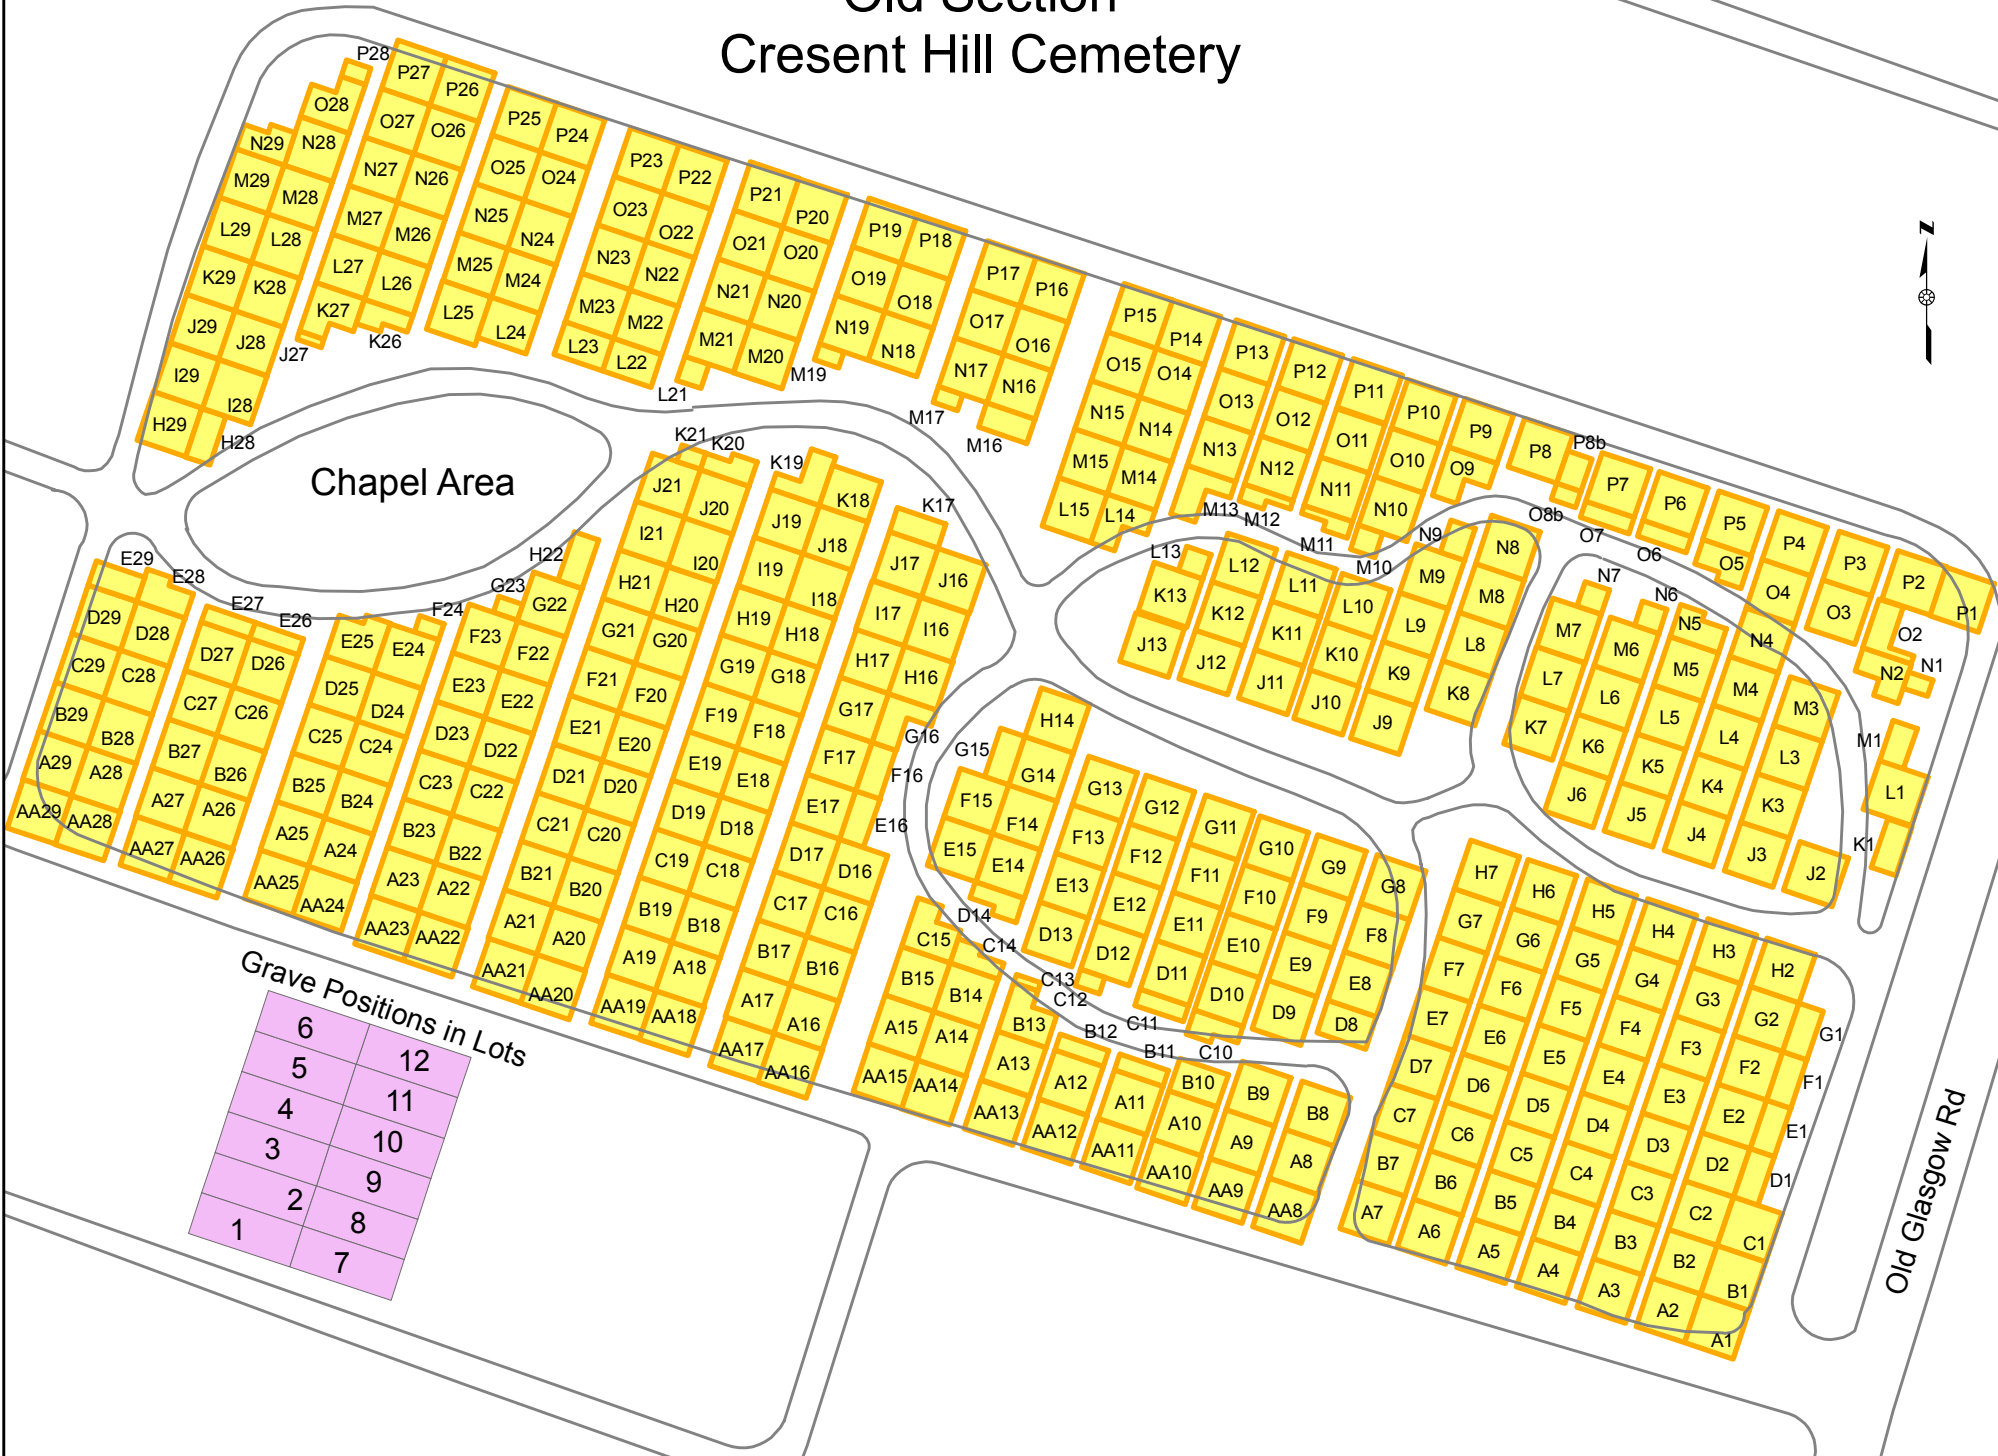 Old Section
Cresent Hill Cemetery
N
P28 P27 P26
O28 O27 O26 P25 P24
N29 N28 N27 N26 O25 O24 P23 P22
M29 M28 M27 M26 N25 N24 O23 O22 P21 P20
L29 L28 L27 L26 M25 M24 N23 N22 O21 O20 P19 P18
K29 K28 K27 K26 L25 L24 M23 M22 N21 N20 O19 O18 P17 P16
J29 J28 J27 L23 L22 L21 M21 M20 M19 N19 N18 O17 O16 P15 P14
I29 I28 N17 N16 M17 M16 O15 O14 P13 P12 P11 P10 P9 P8 P8b
H29 H28 N15 N14 O13 O12 O11 O10 O9 O8b P7 P6 P5 P4 P3 P2 P1
M15 M14 N13 N12 N11 N10 N9 N8 O7 O6 O5 O4 O3 O2
L15 L14 M13 M12 M11 M10 M9 M8 N7 N6 N5 N4 N2 N1
Chapel Area
K21 K20 K19 K18 K17
J21 J20 J19 J18 J17 J16
I21 I20 I19 I18 I17 I16
L13 L12 L11 L10 L9 L8 M7 M6 M5 M4 M3 M1
K13 K12 K11 K10 K9 K8 L7 L6 L5 L4 L3 L1
J13 J12 J11 J10 J9 K7 K6 K5 K4 K3 K1
J6 J5 J4 J3 J2
H22 H21 H20 H19 H18 H17 H16 H14
G23 G22 G21 G20 G19 G18 G17 G16 G15 G14 G13 G12 G11 G10 G9 G8
F24 F23 F22 F21 F20 F19 F18 F17 F16 F15 F14 F13 F12 F11 F10 F9 F8
E29 E28 E27 E26 E25 E24 E23 E22 E21 E20 E19 E18 E17 E16 E15 E14 E13 E12 E11 E10 E9 E8
D29 D28 D27 D26 D25 D24 D23 D22 D21 D20 D19 D18 D17 D16 D14 D13 D12 D11 D10 D9 D8
C29 C28 C27 C26 C25 C24 C23 C22 C21 C20 C19 C18 C17 C16 C15 C14 C13 C12 C11 C10
B29 B28 B27 B26 B25 B24 B23 B22 B21 B20 B19 B18 B17 B16 B15 B14 B13 B12 B11 B10 B9 B8
A29 A28 A27 A26 A25 A24 A23 A22 A21 A20 A19 A18 A17 A16 A15 A14 A13 A12 A11 A10 A9 A8
AA29 AA28 AA27 AA26 AA25 AA24 AA23 AA22 AA21 AA20 AA19 AA18 AA17 AA16 AA15 AA14 AA13 AA12 AA11 AA10 AA9 AA8
H7 H6 H5 H4 H3 H2
G7 G6 G5 G4 G3 G2 G1
F7 F6 F5 F4 F3 F2 F1
E7 E6 E5 E4 E3 E2 E1
D7 D6 D5 D4 D3 D2 D1
C7 C6 C5 C4 C3 C2 C1
B7 B6 B5 B4 B3 B2 B1
A7 A6 A5 A4 A3 A2 A1
Grave Positions in Lots
6 12
5 11
4 10
3 9
2 8
1 7
Old Glasgow Rd